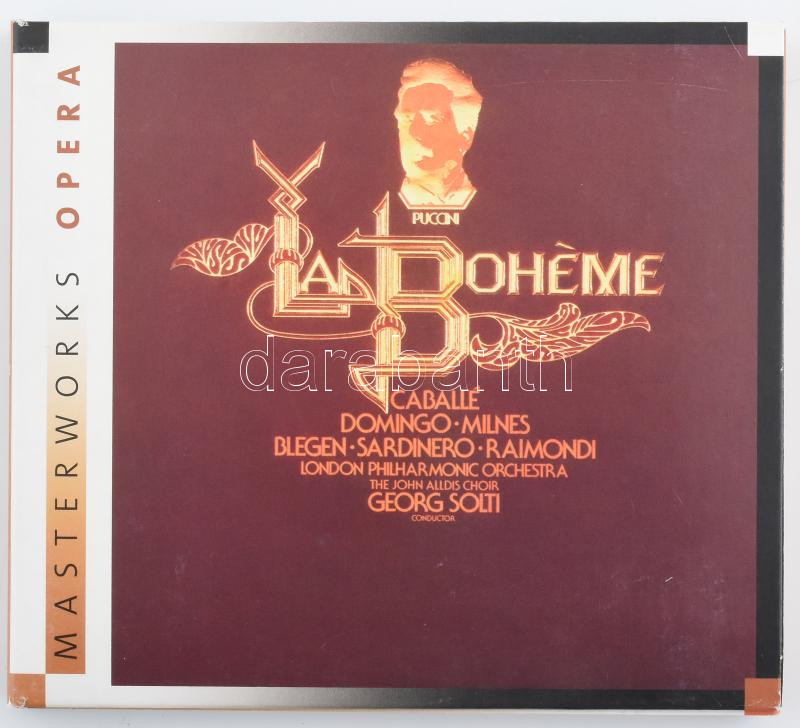 MASTERWORKS OPERA
PUCCINI
LA BOHÈME
darabanth
CABALLÉ
DOMINGO · MILNES
BLEGEN · SARDINERO · RAIMONDI
LONDON PHILHARMONIC ORCHESTRA
THE JOHN ALLDIS CHOIR
GEORG SOLTI
CONDUCTOR